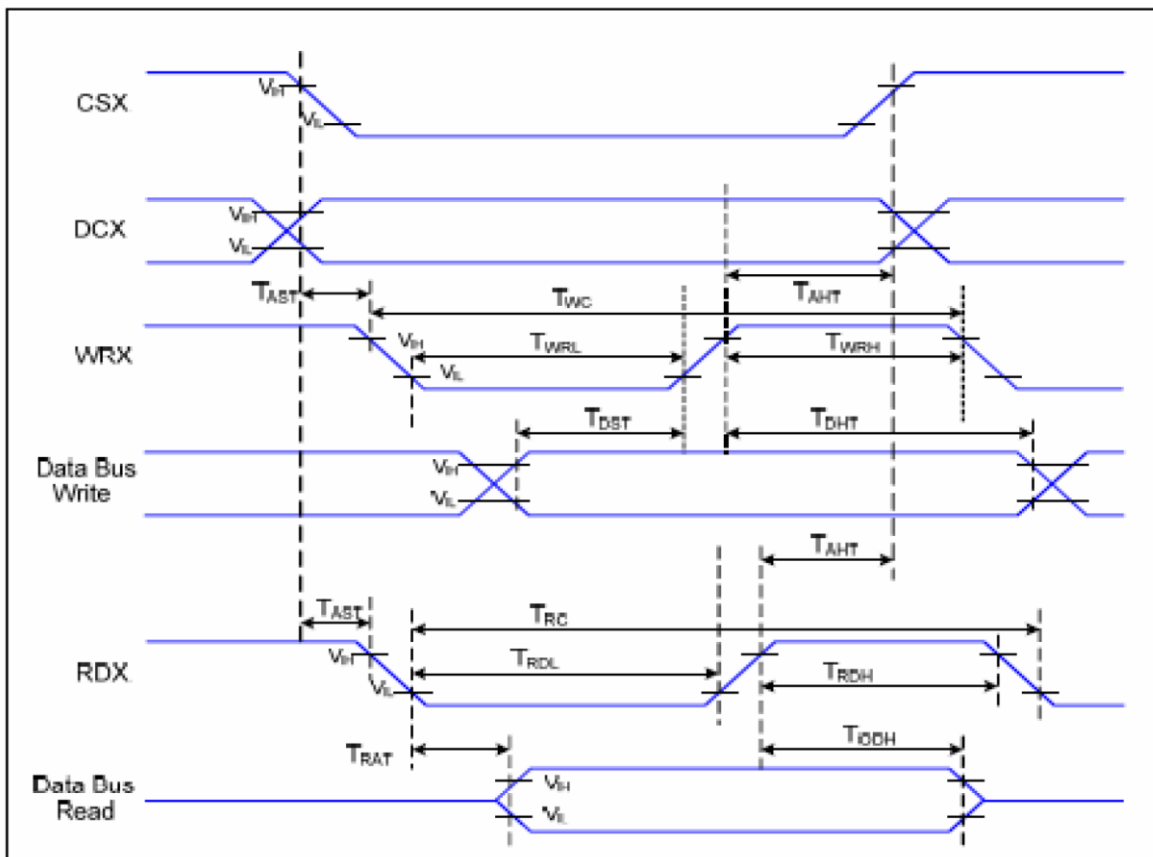 CSX
VIH
VIL
DCX
VIH
VIL
TAST
TAHT
TWC
WRX
VIH
VIL
TWRL
TWRH
TDST
TDHT
Data Bus
Write
VIH
VIL
TAHT
TAST
TRC
RDX
VIH
VIL
TRDL
TRDH
TRAT
TODH
Data Bus
Read
VIH
VIL